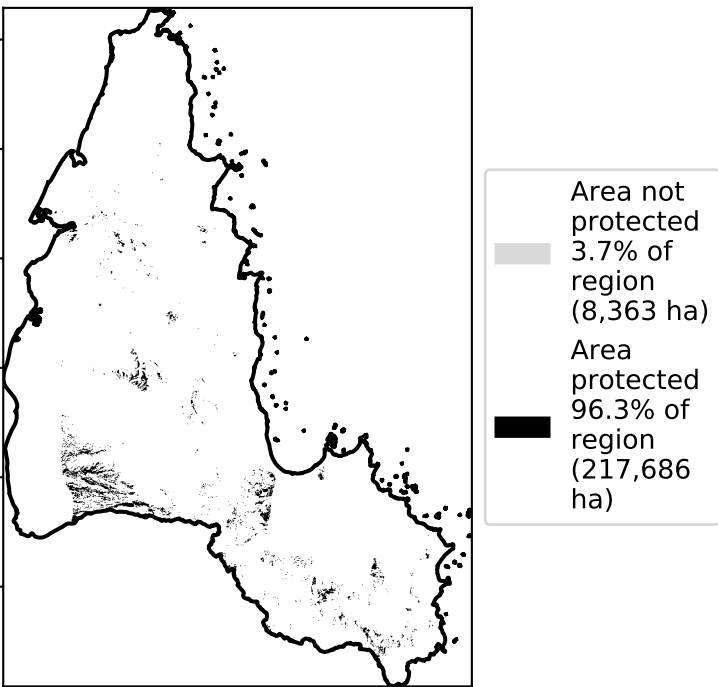 Area not
protected
3.7% of
region
(8,363 ha)
Area
protected
96.3% of
region
(217,686
ha)